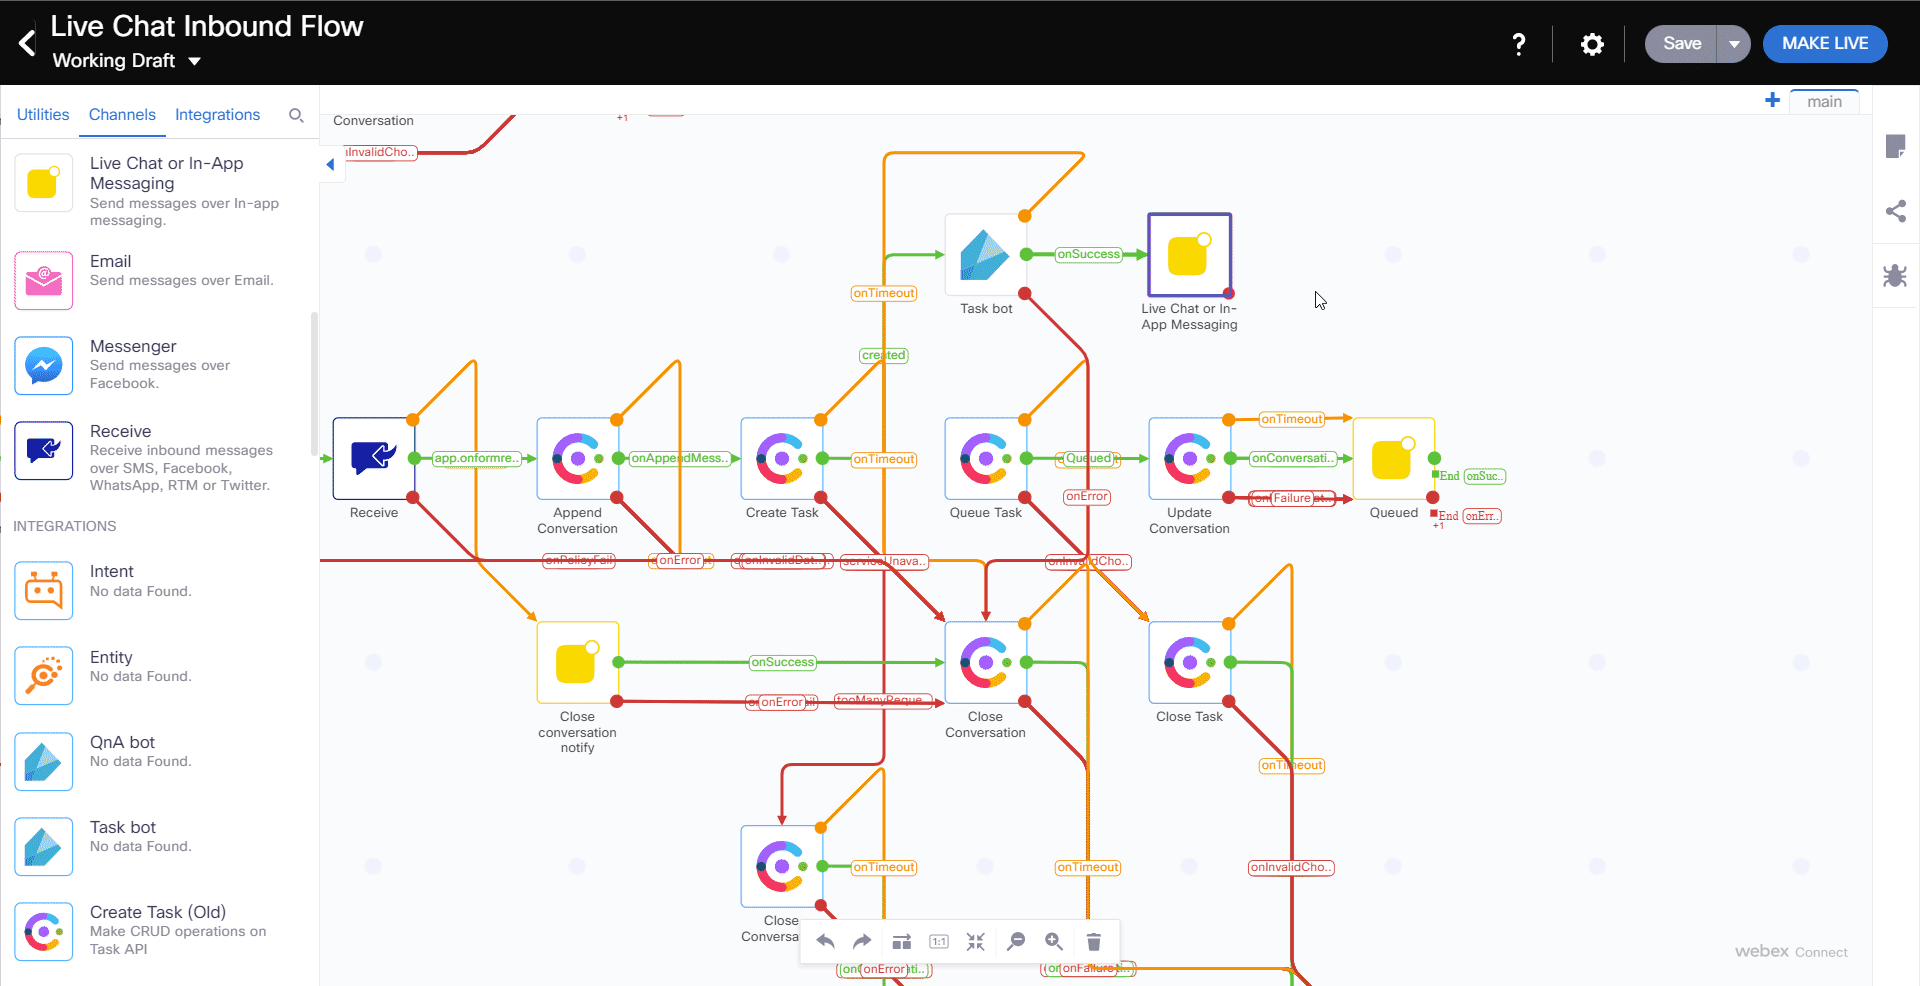 Live Chat Inbound Flow
Working Draft
?
Save
MAKE LIVE
Utilities
Channels
Integrations
main
Live Chat or In-App
Messaging
Send messages over In-app
messaging.
Email
Send messages over Email.
Messenger
Send messages over
Facebook.
Receive
Receive inbound messages
over SMS, Facebook,
WhatsApp, RTM or Twitter.
INTEGRATIONS
Intent
No data Found.
Entity
No data Found.
QnA bot
No data Found.
Task bot
No data Found.
Create Task (Old)
Make CRUD operations on
Task API
Conversation
+1
InvalidCho..
onSuccess
Task bot
Live Chat or In-
App Messaging
onTimeout
created
app.onformre..
onAppendMess..
onTimeout
Queued
onTimeout
onConversati..
Failure
onError
End
onSuc..
End
onErr..
+1
Receive
Append
Conversation
Create Task
Queue Task
Update
Conversation
Queued
onPolicyFail
onError
onInvalidDat..
serviceUnava..
onInvalidCho..
onSuccess
onError
tooManyReque..
Close
conversation
notify
Close
Conversation
Close Task
onTimeout
onTimeout
onTimeout
onInvalidCho..
Close
Conversa
1:1
onError
onFailure
webex Connect